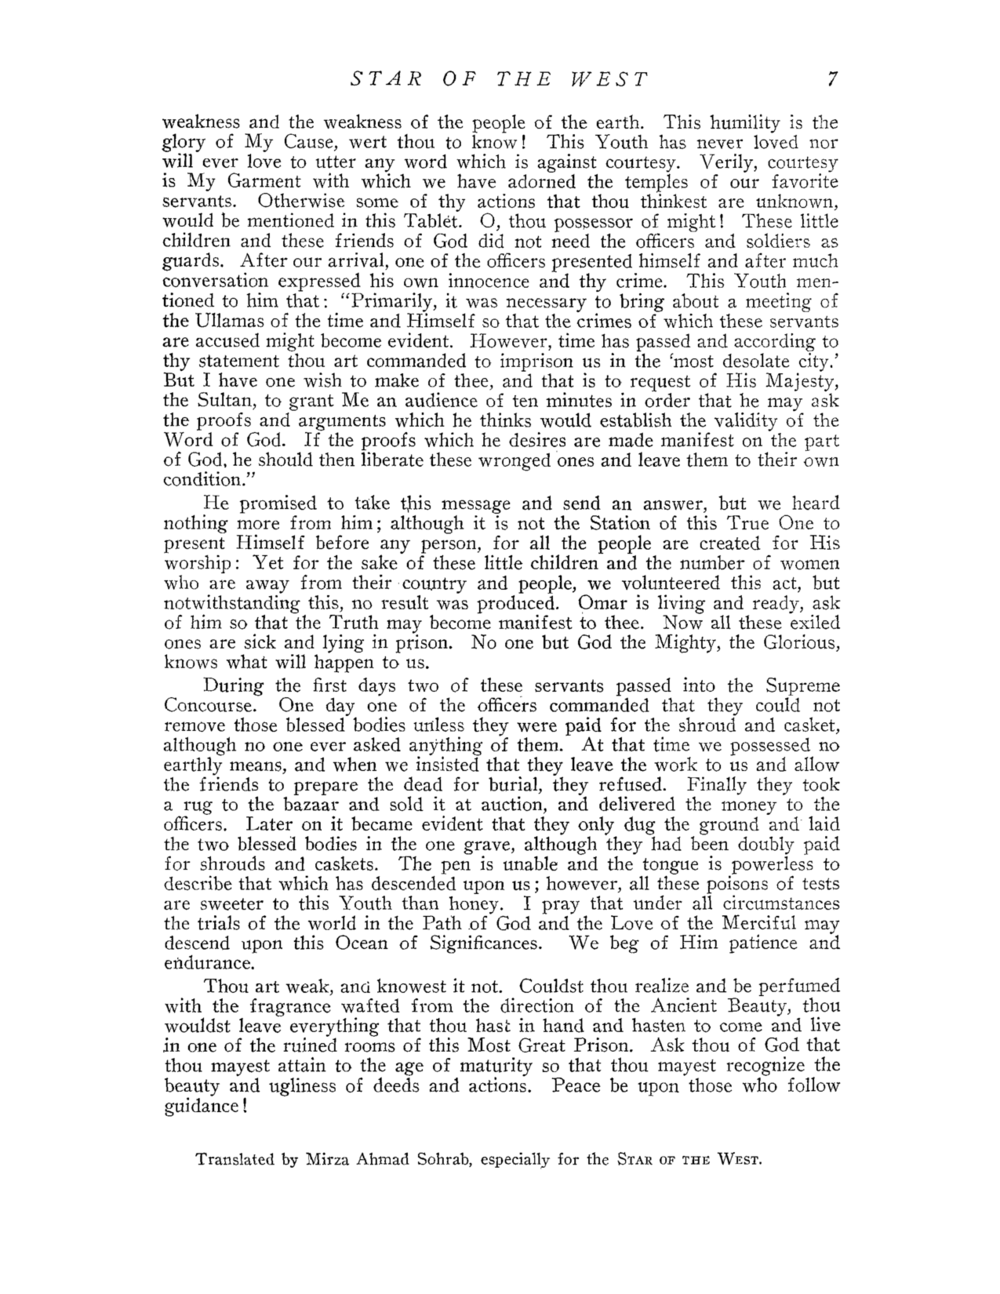 STAR OF THE WEST 7
weakness and the weakness of the people of the earth. This humility is the
glory of My Cause, wert thou to know! This Youth has never loved nor
will ever love to utter any word which is against courtesy. Verily, courtesy
is My Garment with which we have adorned the temples of our favorite
servants. Otherwise some of thy actions that thou thinkest are unknown,
would be mentioned in this Tablet. O, thou possessor of might! These little
children and these friends of God did not need the officers and soldiers as
guards. After our arrival, one of the officers presented himself and after much
conversation expressed his own innocence and thy crime. This Youth men-
tioned to him that: "Primarily, it was necessary to bring about a meeting of
the Ullamas of the time and Himself so that the crimes of which these servants
are accused might become evident. However, time has passed and according to
thy statement thou art commanded to imprison us in the 'most desolate city.'
But I have one wish to make of thee, and that is to request of His Majesty,
the Sultan, to grant Me an audience of ten minutes in order that he may ask
the proofs and arguments which he thinks would establish the validity of the
Word of God. If the proofs which he desires are made manifest on the part
of God, he should then liberate these wronged ones and leave them to their own
condition."
He promised to take this message and send an answer, but we heard
nothing more from him; although it is not the Station of this True One to
present Himself before any person, for all the people are created for His
worship: Yet for the sake of these little children and the number of women
who are away from their country and people, we volunteered this act, but
notwithstanding this, no result was produced. Omar is living and ready, ask
of him so that the Truth may become manifest to thee. Now all these exiled
ones are sick and lying in prison. No one but God the Mighty, the Glorious,
knows what will happen to us.
During the first days two of these servants passed into the Supreme
Concourse. One day one of the officers commanded that they could not
remove those blessed bodies unless they were paid for the shroud and casket,
although no one ever asked anything of them. At that time we possessed no
earthly means, and when we insisted that they leave the work to us and allow
the friends to prepare the dead for burial, they refused. Finally they took
a rug to the bazaar and sold it at auction, and delivered the money to the
officers. Later on it became evident that they only dug the ground and laid
the two blessed bodies in the one grave, although they had been doubly paid
for shrouds and caskets. The pen is unable and the tongue is powerless to
describe that which has descended upon us; however, all these poisons of tests
are sweeter to this Youth than honey. I pray that under all circumstances
the trials of the world in the Path of God and the Love of the Merciful may
descend upon this Ocean of Significances. We beg of Him patience and
endurance.
Thou art weak, and knowest it not. Couldst thou realize and be perfumed
with the fragrance wafted from the direction of the Ancient Beauty, thou
wouldst leave everything that thou hast in hand and hasten to come and live
in one of the ruined rooms of this Most Great Prison. Ask thou of God that
thou mayest attain to the age of maturity so that thou mayest recognize the
beauty and ugliness of deeds and actions. Peace be upon those who follow
guidance!
Translated by Mirza Ahmad Sohrab, especially for the STAR OF THE WEST.